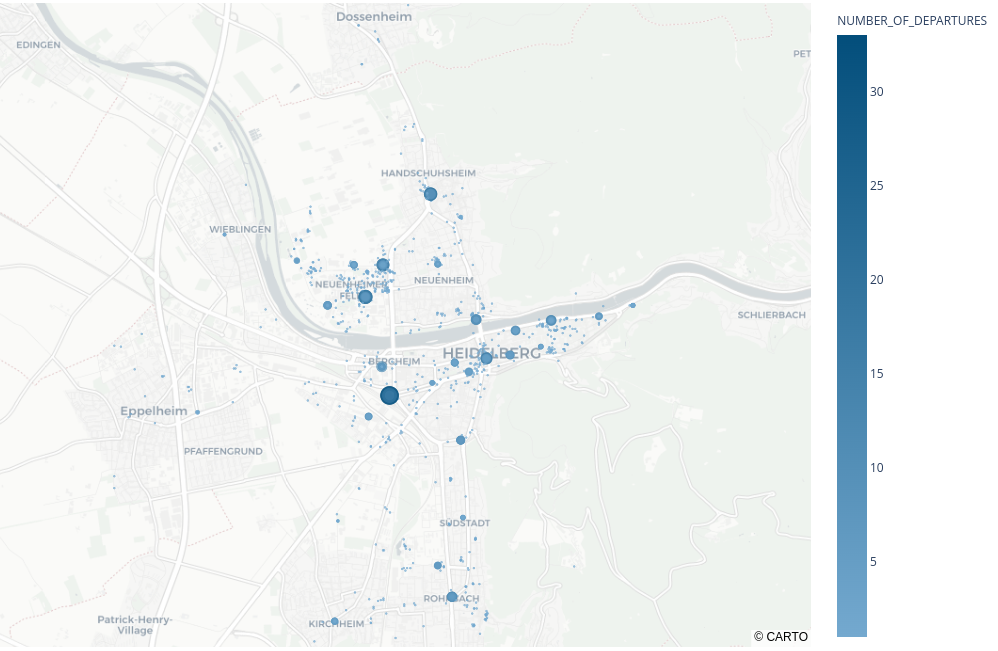 Dossenheim
NUMBER_OF_DEPARTURES
EDINGEN
PET
30
HANDSCHUHSHEIM
25
WIEBLINGEN
NEUENHEIMER
FELD
NEUENHEIM
20
SCHLIERBACH
HEIDELBERG
BERGHEIM
15
Eppelheim
PFAFFENGRUND
10
SÜDSTADT
5
ROHRBACH
Patrick-Henry-
Village
KIRCHHEIM
© CARTO